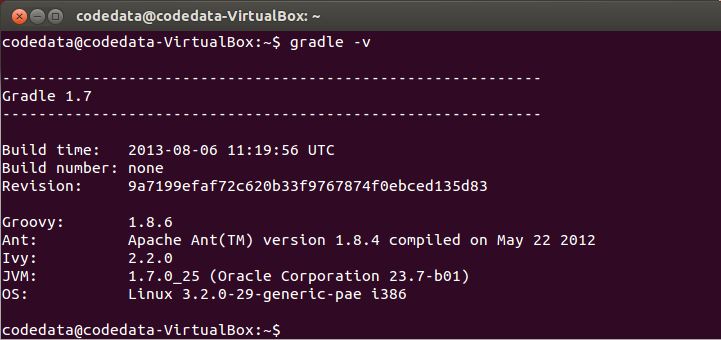 codedata@codedata-VirtualBox: ~
codedata@codedata-VirtualBox:~$ gradle -v
------------------------------------------------------------
Gradle 1.7
------------------------------------------------------------
Build time:   2013-08-06 11:19:56 UTC
Build number: none
Revision:     9a7199efaf72c620b33f9767874f0ebced135d83
Groovy:       1.8.6
Ant:          Apache Ant(TM) version 1.8.4 compiled on May 22 2012
Ivy:          2.2.0
JVM:          1.7.0_25 (Oracle Corporation 23.7-b01)
OS:           Linux 3.2.0-29-generic-pae i386
codedata@codedata-VirtualBox:~$